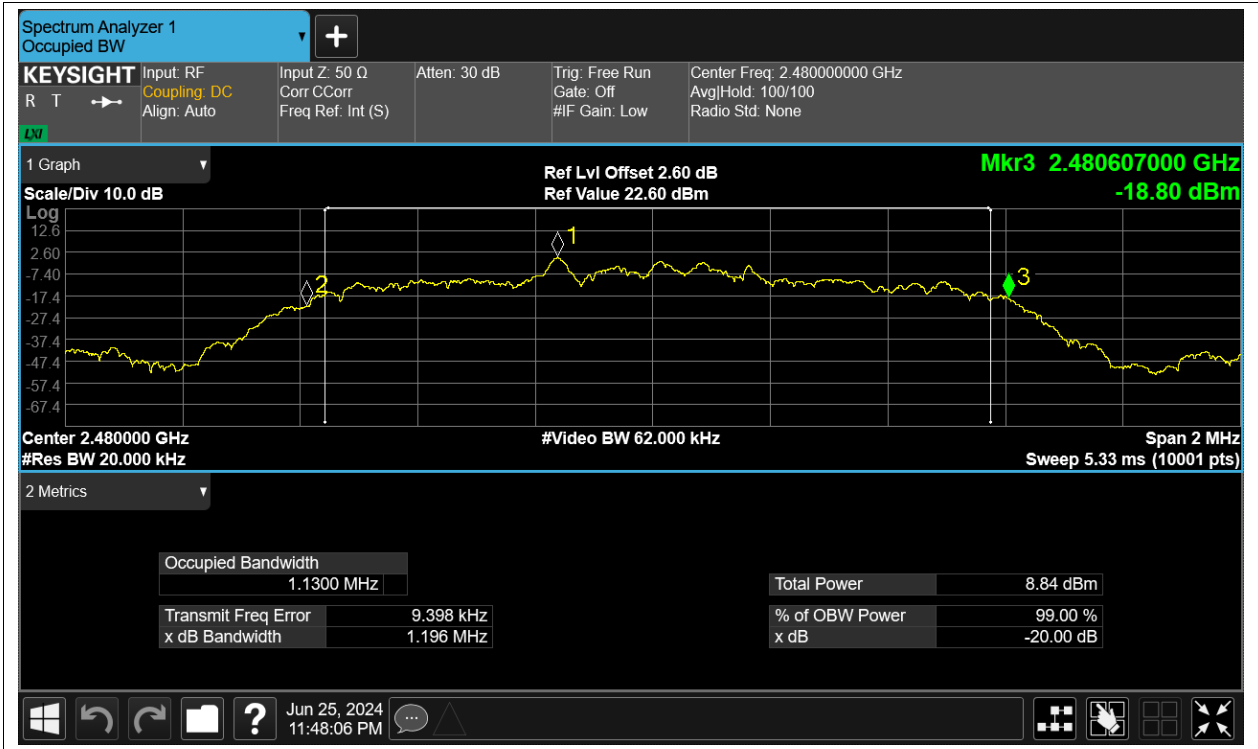 Spectrum Analyzer 1
Occupied BW
KEYSIGHT
R T
LXI
Input: RF
Coupling: DC
Align: Auto
Input Z: 50 Ω
Corr CCorr
Freq Ref: Int (S)
Atten: 30 dB
Trig: Free Run
Gate: Off
#IF Gain: Low
Center Freq: 2.480000000 GHz
Avg|Hold: 100/100
Radio Std: None
1 Graph
Scale/Div 10.0 dB
Ref Lvl Offset 2.60 dB
Ref Value 22.60 dBm
Mkr3 2.480607000 GHz
-18.80 dBm
Log
12.6
2.60
-7.40
-17.4
-27.4
-37.4
-47.4
-57.4
-67.4
1
2
3
Center 2.480000 GHz
#Video BW 62.000 kHz
Span 2 MHz
#Res BW 20.000 kHz
Sweep 5.33 ms (10001 pts)
2 Metrics
Occupied Bandwidth
1.1300 MHz
Transmit Freq Error 9.398 kHz
x dB Bandwidth 1.196 MHz
Total Power 8.84 dBm
% of OBW Power 99.00 %
x dB -20.00 dB
?
Jun 25, 2024
11:48:06 PM